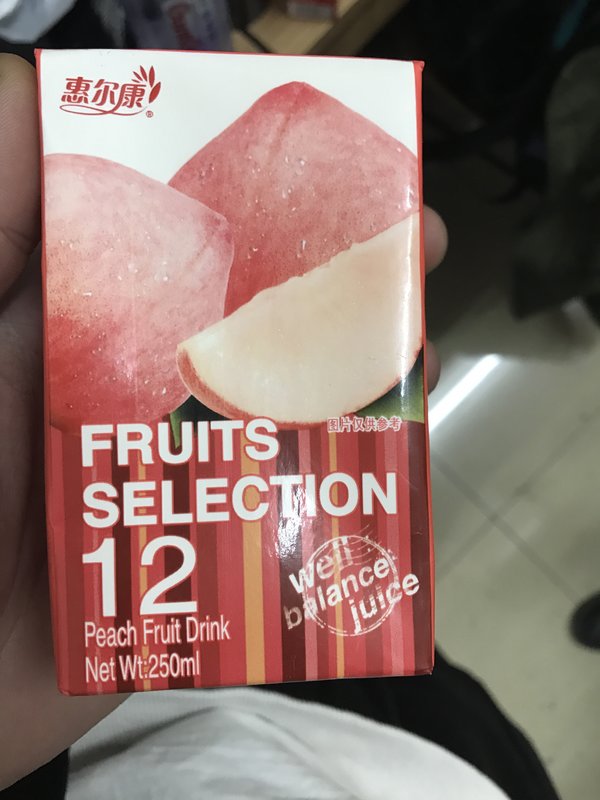 惠尔康
®
图片仅供参考
FRUITS
SELECTION
12
Peach Fruit Drink
Net Wt:250ml
well
balance
juice